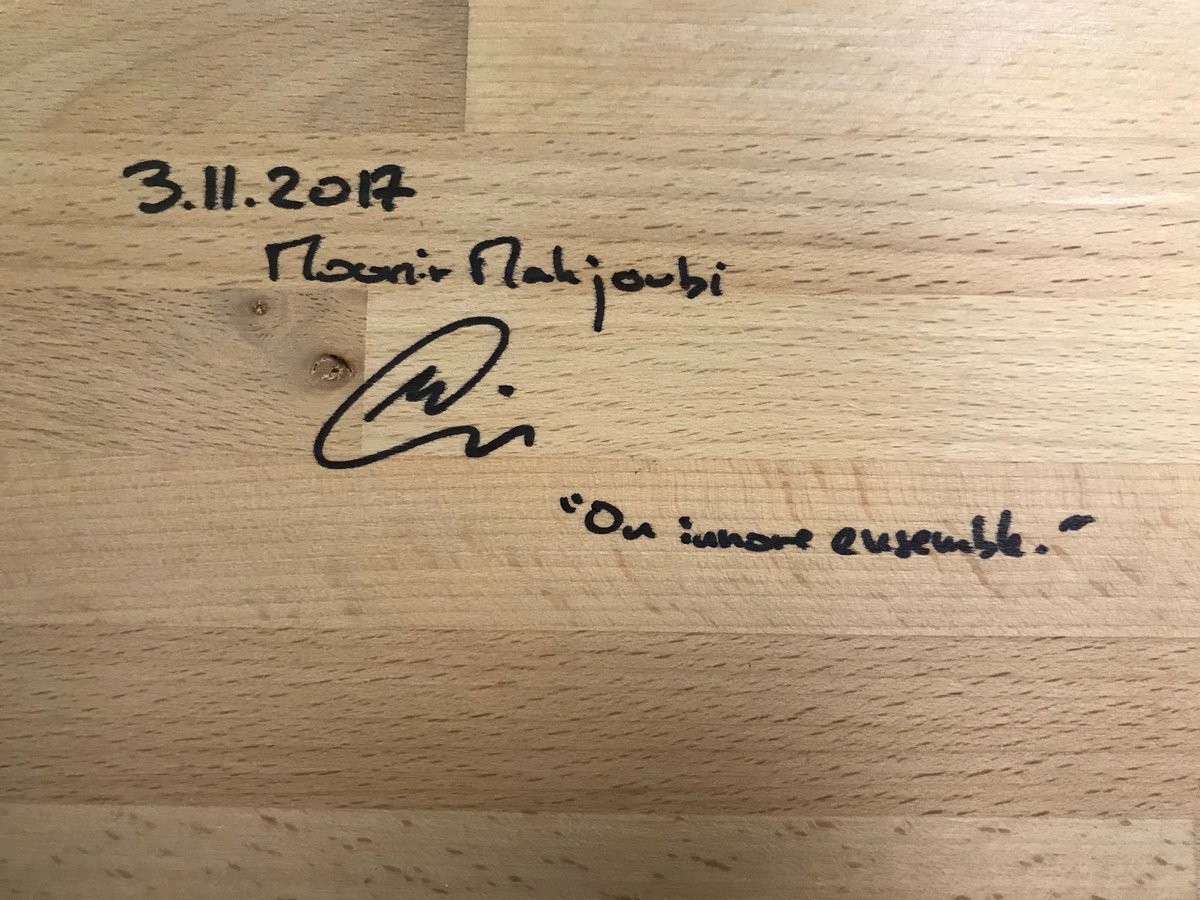 3.11.2017
Mounir Mahjoubi
"On innove ensemble."